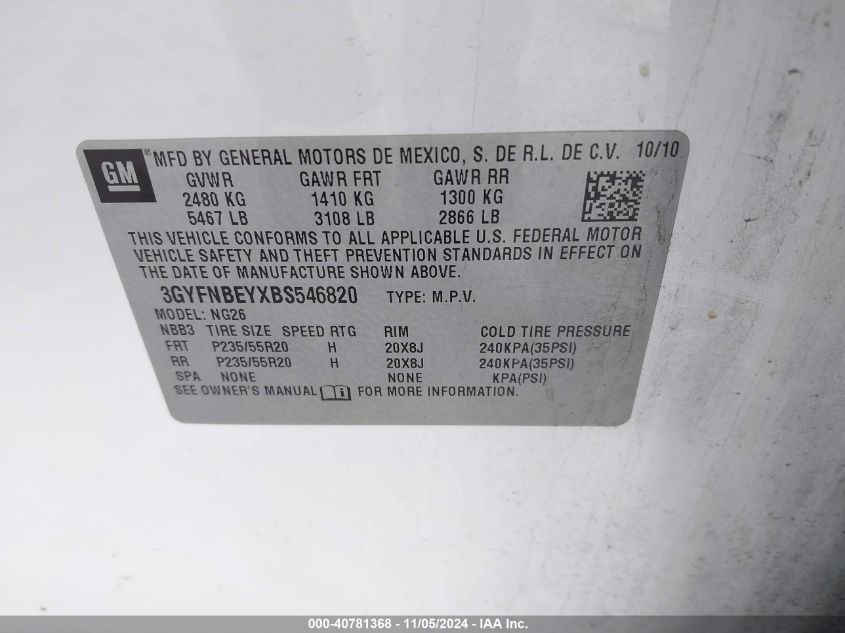 GM ® MFD BY GENERAL MOTORS DE MEXICO, S. DE R.L. DE C.V. 10/10
GVWR GAWR FRT GAWR RR
2480 KG 1410 KG 1300 KG
5467 LB 3108 LB 2866 LB
THIS VEHICLE CONFORMS TO ALL APPLICABLE U.S. FEDERAL MOTOR
VEHICLE SAFETY AND THEFT PREVENTION STANDARDS IN EFFECT ON
THE DATE OF MANUFACTURE SHOWN ABOVE.
3GYFNBEYXBS546820 TYPE: M.P.V.
MODEL: NG26
NBB3 TIRE SIZE SPEED RTG RIM COLD TIRE PRESSURE
FRT P235/55R20 H 20X8J 240KPA(35PSI)
RR P235/55R20 H 20X8J 240KPA(35PSI)
SPA NONE NONE KPA(PSI)
SEE OWNER'S MANUAL FOR MORE INFORMATION.
000-40781368 - 11/05/2024 - IAA Inc.